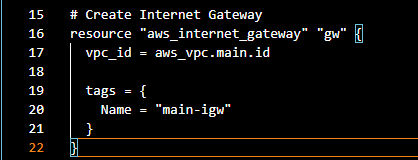 15 # Create Internet Gateway
16 resource "aws_internet_gateway" "gw" {
17 vpc_id = aws_vpc.main.id
18
19 tags = {
20 Name = "main-igw"
21 }
22 }